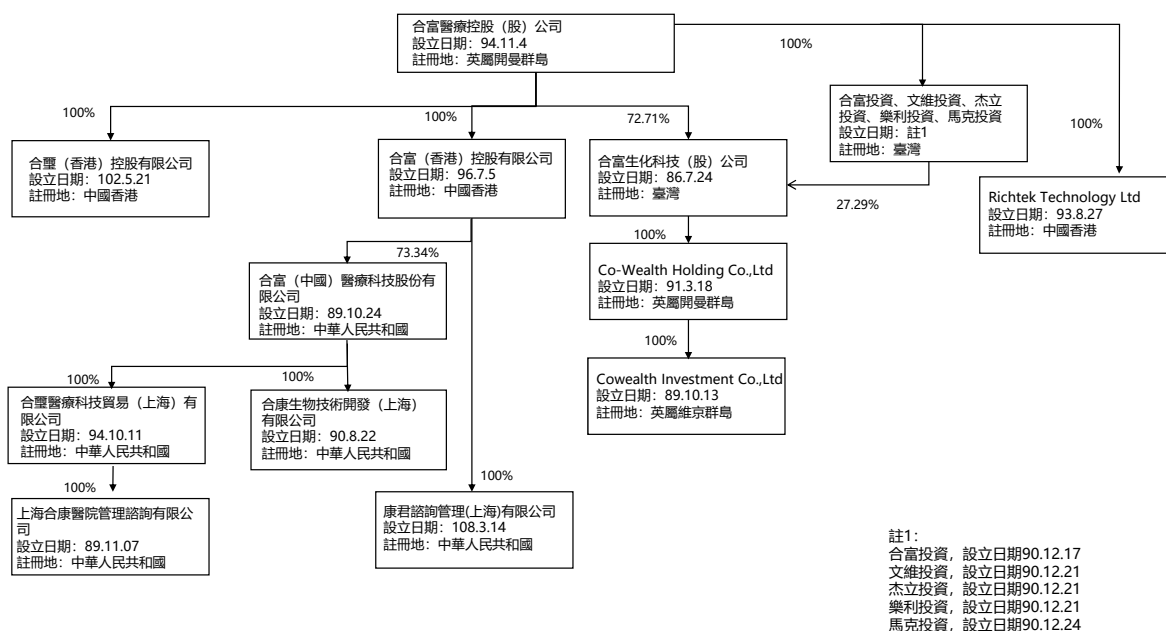 合富醫療控股（股）公司
設立日期：94.11.4
註冊地：英屬開曼群島
100%
100%
100%
72.71%
100%
合富投資、文維投資、杰立
投資、樂利投資、馬克投資
設立日期：註1
註冊地：臺灣
合璽（香港）控股有限公司
設立日期：102.5.21
註冊地：中國香港
合富（香港）控股有限公司
設立日期：96.7.5
註冊地：中國香港
合富生化科技（股）公司
設立日期：86.7.24
註冊地：臺灣
27.29%
Richtek Technology Ltd
設立日期：93.8.27
註冊地：中國香港
73.34%
100%
合富（中國）醫療科技股份有
限公司
設立日期：89.10.24
註冊地：中華人民共和國
Co-Wealth Holding Co.,Ltd
設立日期：91.3.18
註冊地：英屬開曼群島
100%
100%
100%
合璽醫療科技貿易（上海）有
限公司
設立日期：94.10.11
註冊地：中華人民共和國
合康生物技術開發（上海）
有限公司
設立日期：90.8.22
註冊地：中華人民共和國
Cowealth Investment Co.,Ltd
設立日期：89.10.13
註冊地：英屬維京群島
100%
100%
上海合康醫院管理諮詢有限公
司
設立日期：89.11.07
註冊地：中華人民共和國
康君諮詢管理(上海)有限公司
設立日期：108.3.14
註冊地：中華人民共和國
註1：
合富投資，設立日期90.12.17
文維投資，設立日期90.12.21
杰立投資，設立日期90.12.21
樂利投資，設立日期90.12.21
馬克投資，設立日期90.12.24